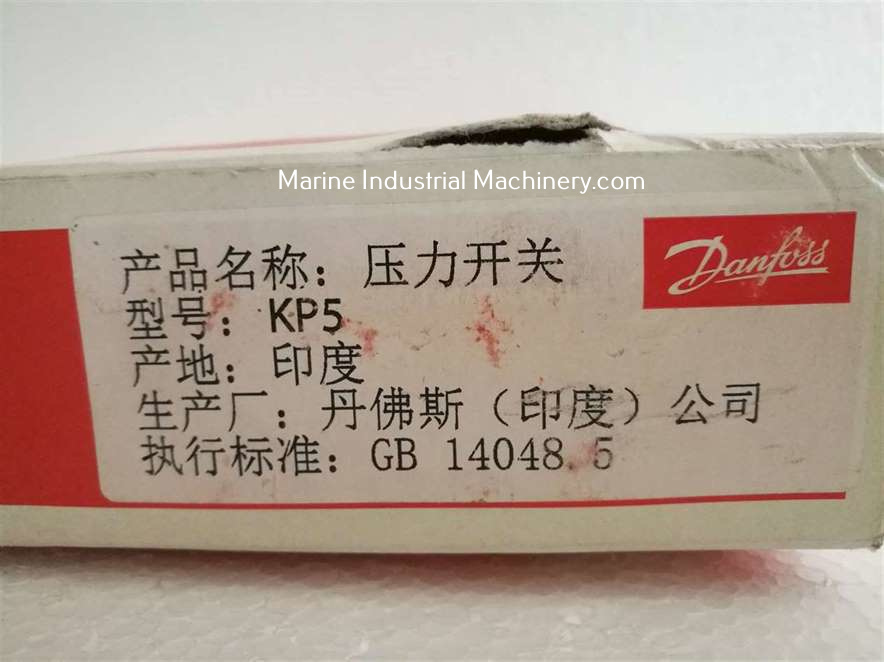 Marine Industrial Machinery.com
Danfoss
产品名称：压力开关
型号：KP5
产地：印度
生产厂：丹佛斯（印度）公司
执行标准：GB 14048.5